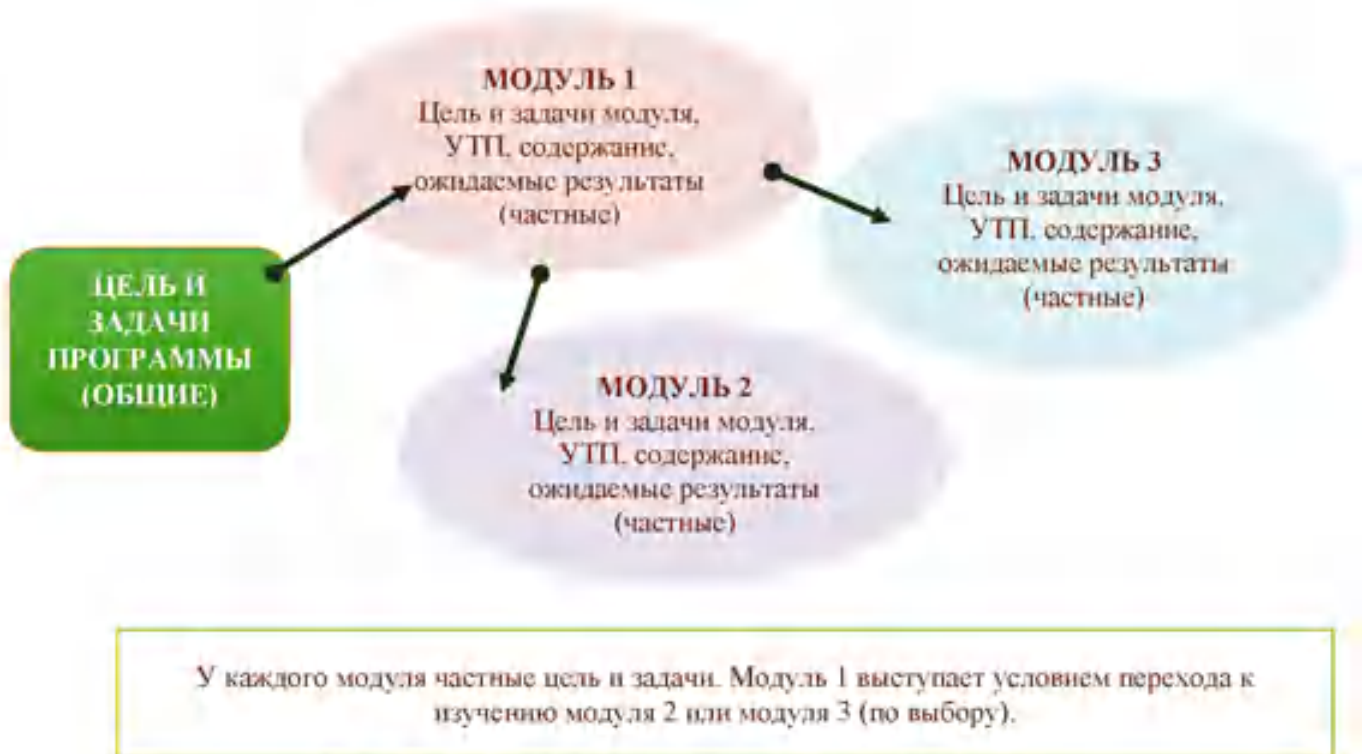 МОДУЛЬ 1
Цель и задачи модуля,
УТП, содержание,
ожидаемые результаты
(частные)
МОДУЛЬ 3
Цель и задачи модуля,
УТП, содержание,
ожидаемые результаты
(частные)
ЦЕЛЬ И
ЗАДАЧИ
ПРОГРАММЫ
(ОБЩИЕ)
МОДУЛЬ 2
Цель и задачи модуля,
УТП, содержание,
ожидаемые результаты
(частные)
У каждого модуля частные цель и задачи. Модуль 1 выступает условием перехода к
изучению модуля 2 или модуля 3 (по выбору).